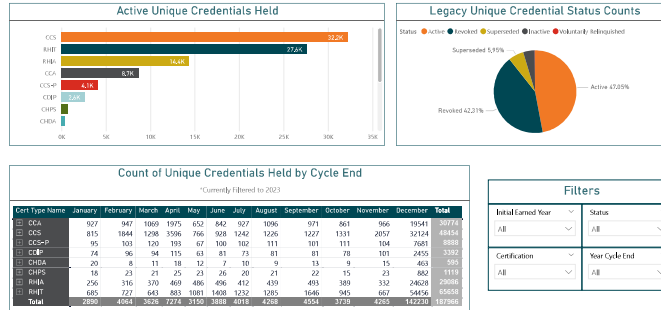 Active Unique Credentials Held
CCS 32,2K
RHIT 27,6K
RHIA 14,4K
CCA 8,7K
CCS-P 4,1K
CDIP 2,6K
CHPS
CHDA
0K 5K 10K 15K 20K 25K 30K 35K
Legacy Unique Credential Status Counts
Status Active Revoked Superseded Inactive Voluntarily Relinquished
Superseded 5,95%
Active 47,05%
Revoked 42,31%
Count of Unique Credentials Held by Cycle End
*Currently Filtered to 2023
Cert Type Name January February March April May June July August September October November December Total
CCA 927 947 1069 1975 652 842 927 1096 971 861 966 19541 30774
CCS 815 1844 1298 3596 766 928 1242 1226 1227 1331 2057 32124 48454
CCS-P 95 103 120 193 67 100 102 111 101 111 104 7681 8888
CDIP 74 96 94 115 63 81 73 81 81 78 101 2455 3392
CHDA 20 8 11 18 12 7 10 9 13 9 15 463 595
CHPS 18 23 21 25 23 26 20 21 22 15 23 882 1119
RHIA 256 316 370 469 486 496 412 439 493 389 332 24628 29086
RHIT 685 727 643 883 1081 1408 1232 1285 1646 945 667 54456 65658
Total 2890 4064 3626 7274 3150 3888 4018 4268 4554 3739 4265 142230 187966
Filters
Initial Earned Year Status
All All
Certification Year Cycle End
All All